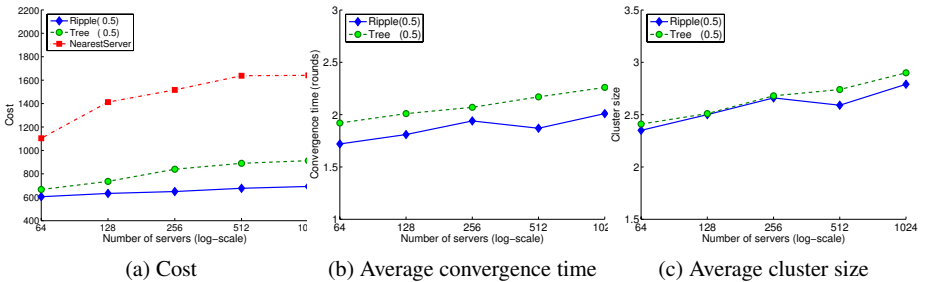 2200
2000
1800
1600
1400
1200
1000
800
600
400
Cost
Ripple( 0.5)
Tree ( 0.5)
NearestServer
64 128 256 512 10
Number of servers (log−scale)
(a) Cost
3
2.5
2
1.5
1
Convergence time (rounds)
Ripple(0.5)
Tree (0.5)
64 128 256 512 102
Number of servers (log−scale)
(b) Average convergence time
3.5
3
2.5
2
1.5
Cluster size
Ripple(0.5)
Tree (0.5)
64 128 256 512 1024
Number of servers (log−scale)
(c) Average cluster size